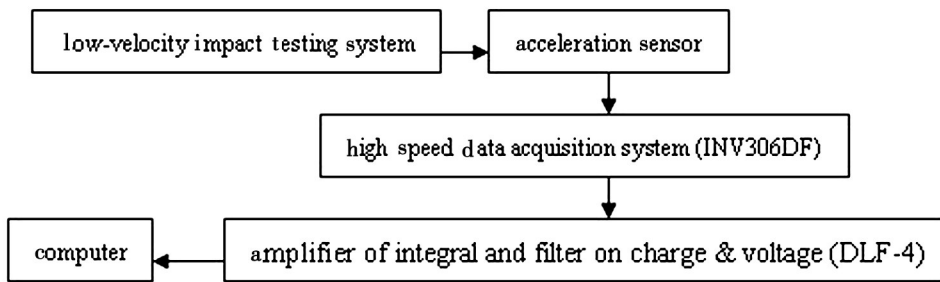 low-velocity impact testing system
acceleration sensor
high speed data acquisition system (INV306DF)
amplifier of integral and filter on charge & voltage (DLF-4)
computer